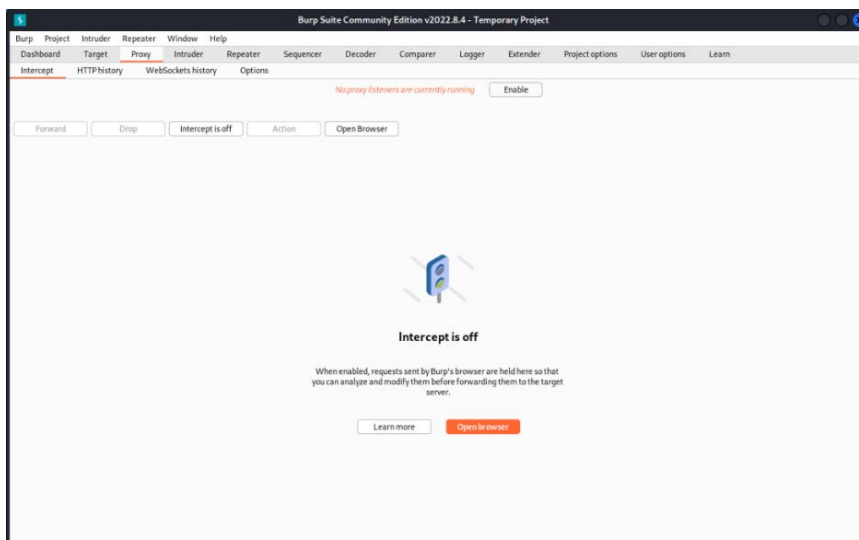 Burp Suite Community Edition v2022.8.4 - Temporary Project
Burp Project Intruder Repeater Window Help
Dashboard Target Proxy Intruder Repeater Sequencer Decoder Comparer Logger Extender Project options User options Learn
Intercept HTTP history WebSockets history Options
No proxy listeners are currently running Enable
Forward Drop Intercept is off Action Open Browser
Intercept is off
When enabled, requests sent by Burp's browser are held here so that
you can analyze and modify them before forwarding them to the target
server.
Learn more Open browser